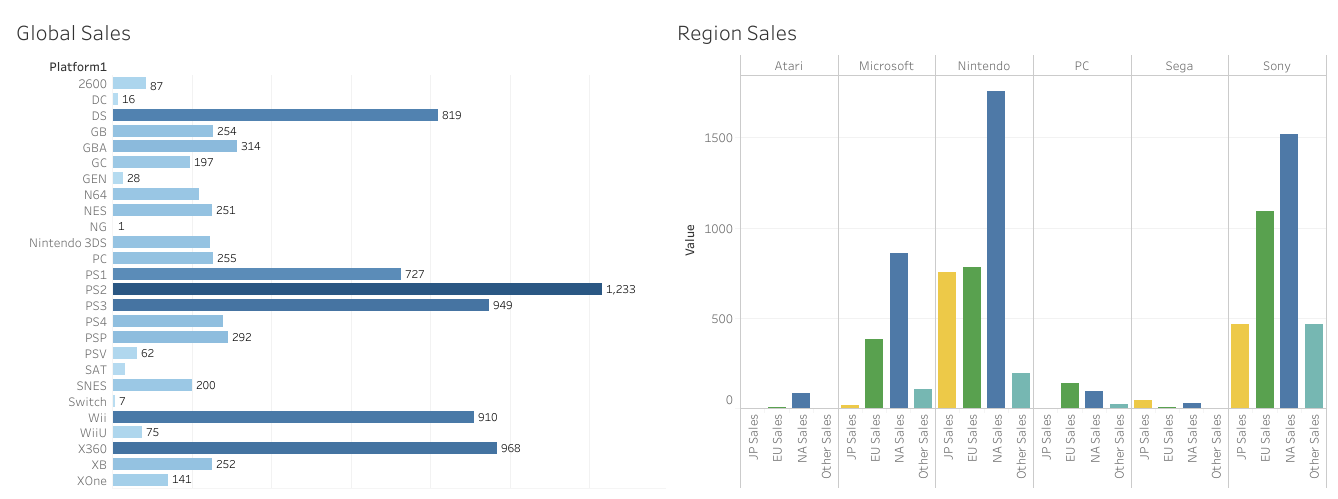 Global Sales
Platform1
2600 87
DC 16
DS 819
GB 254
GBA 314
GC 197
GEN 28
N64
NES 251
NG 1
Nintendo 3DS
PC 255
PS1 727
PS2 1,233
PS3 949
PS4
PSP 292
PSV 62
SAT
SNES 200
Switch 7
Wii 910
WiiU 75
X360 968
XB 252
XOne 141
Region Sales
Atari Microsoft Nintendo PC Sega Sony
Value
1500
1000
500
0
JP Sales EU Sales NA Sales Other Sales JP Sales EU Sales NA Sales Other Sales JP Sales EU Sales NA Sales Other Sales JP Sales EU Sales NA Sales Other Sales JP Sales EU Sales NA Sales Other Sales JP Sales EU Sales NA Sales Other Sales